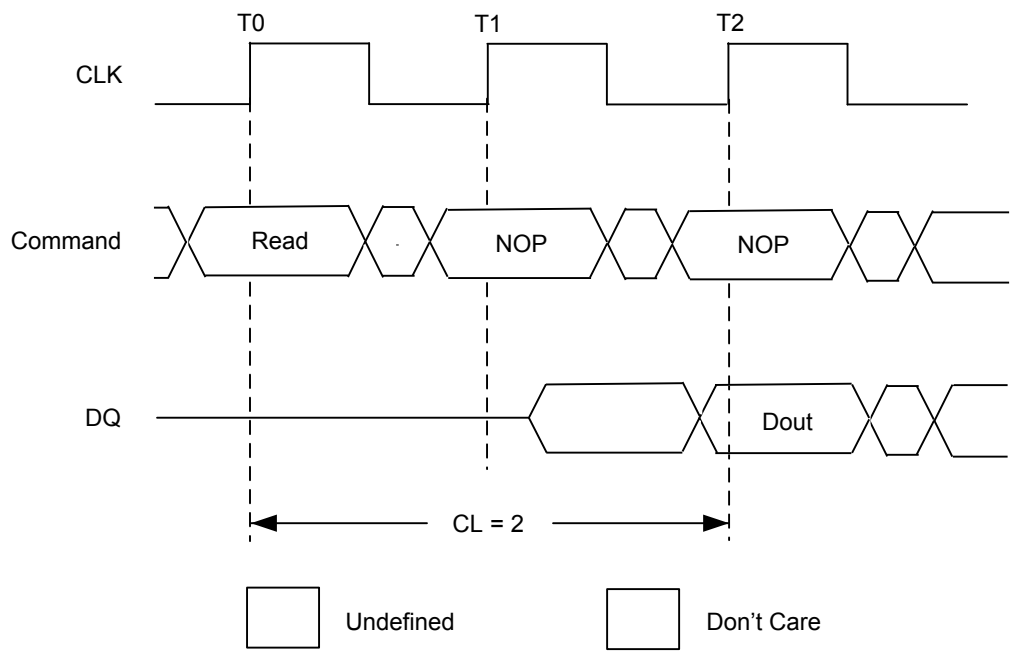 T0 T1 T2
CLK
Command Read NOP NOP
DQ Dout
CL = 2
Undefined Don't Care